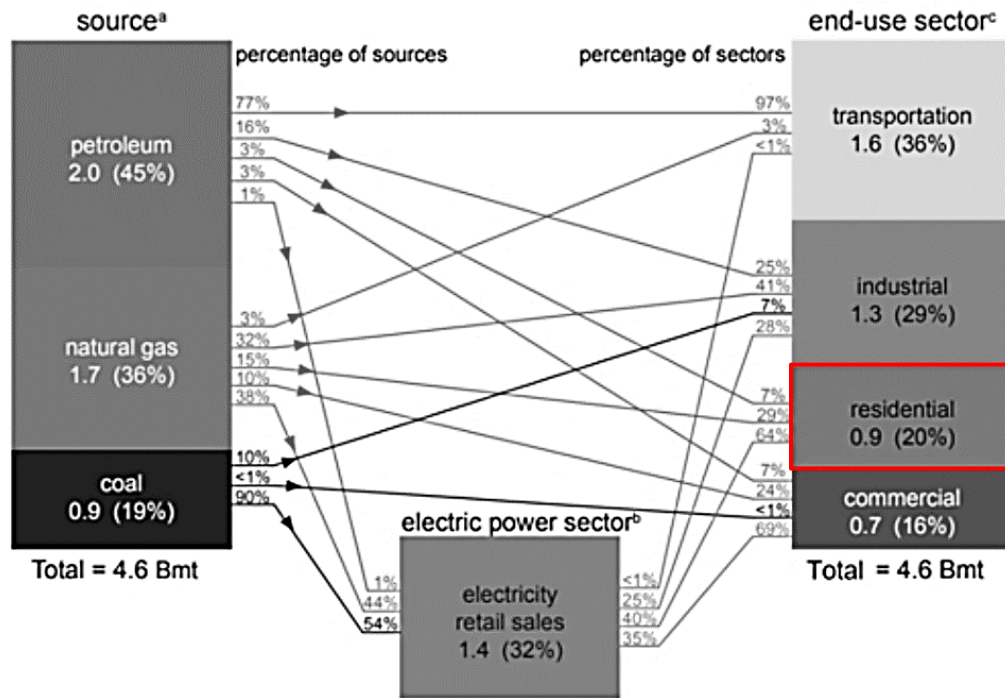 sourceᵃ
end-use sectorᶜ
percentage of sources
percentage of sectors
petroleum
2.0 (45%)
77%
16%
3%
3%
1%
natural gas
1.7 (36%)
3%
32%
15%
10%
38%
coal
0.9 (19%)
10%
<1%
90%
Total = 4.6 Bmt
electric power sectorᵇ
1%
44%
54%
electricity
retail sales
1.4 (32%)
<1%
25%
40%
35%
97%
3%
<1%
transportation
1.6 (36%)
25%
41%
7%
28%
industrial
1.3 (29%)
7%
29%
64%
residential
0.9 (20%)
7%
24%
<1%
69%
commercial
0.7 (16%)
Total = 4.6 Bmt